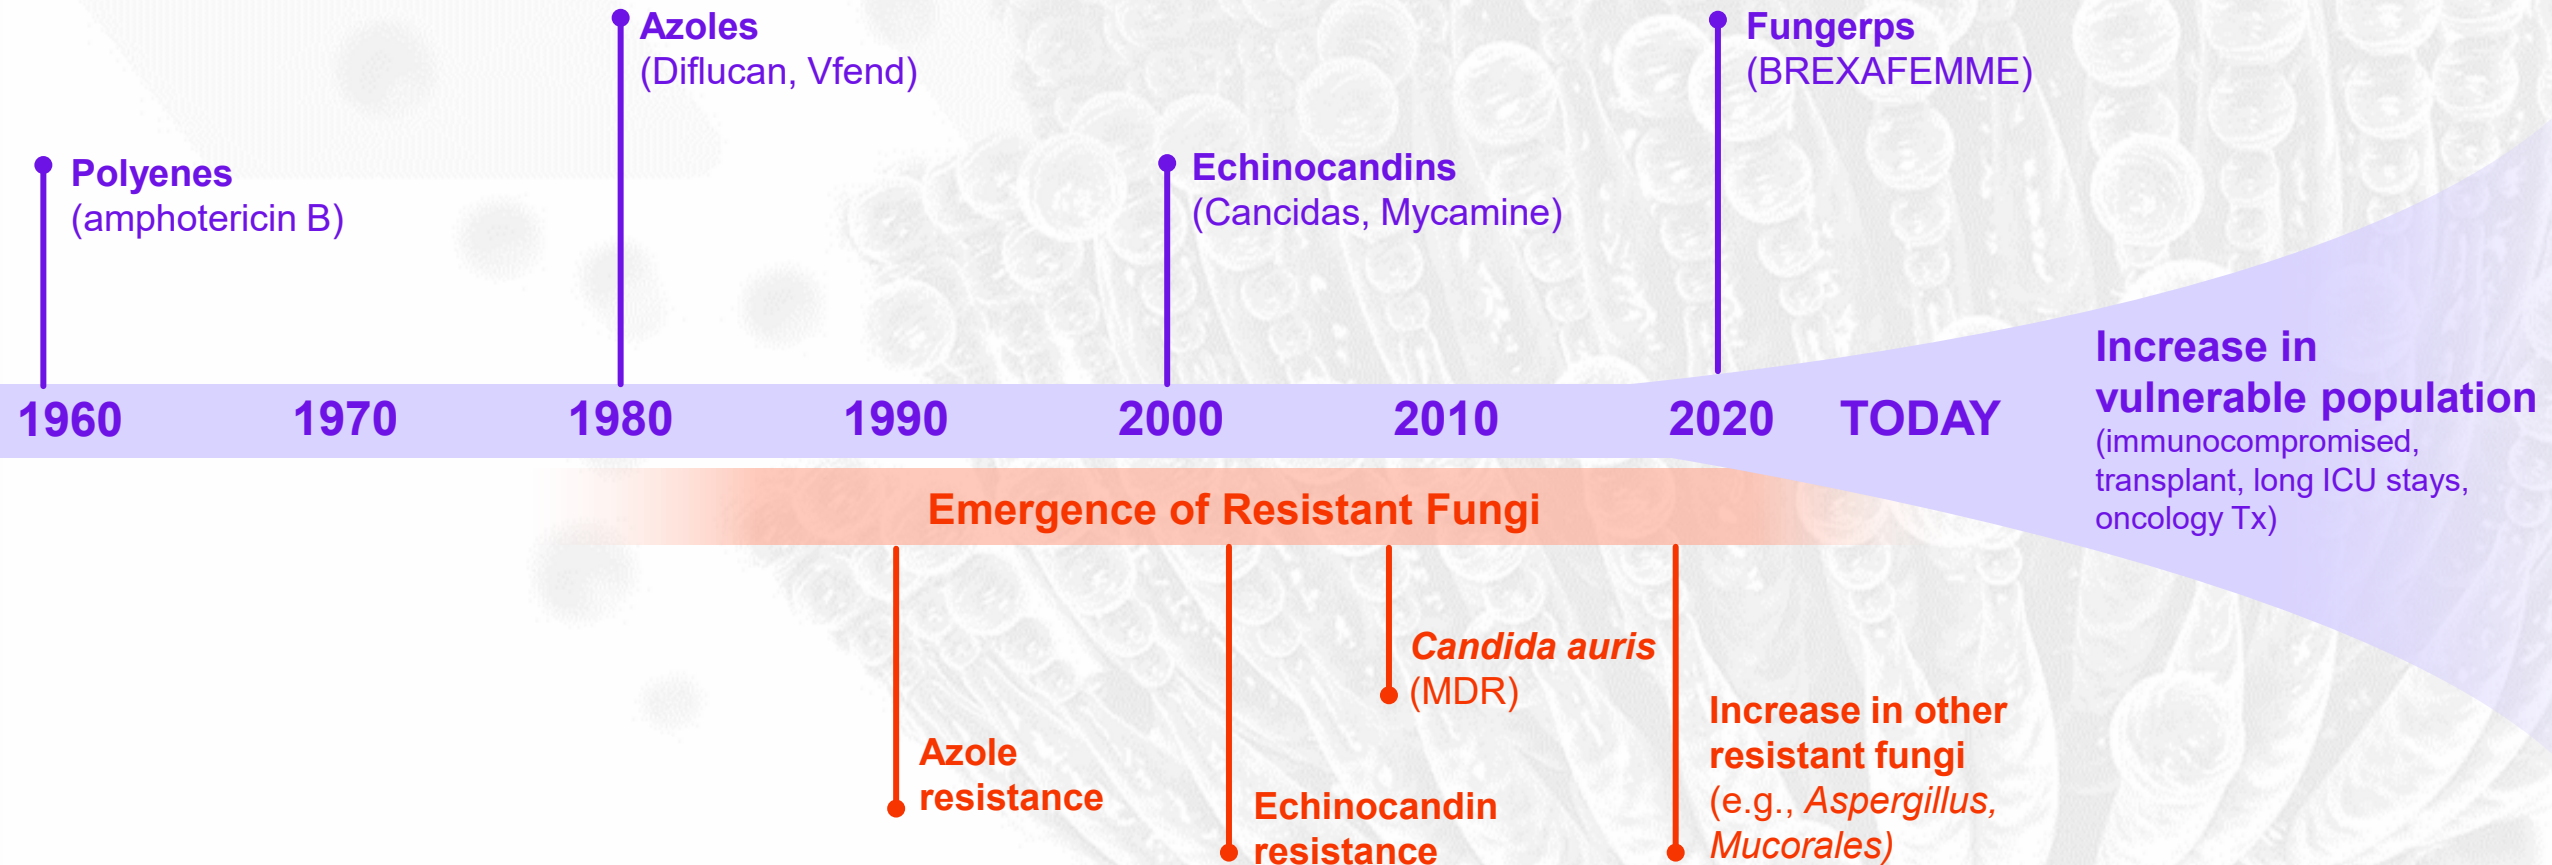 Azoles
(Diflucan, Vfend)
Fungerps
(BREXAFEMME)
Polyenes
(amphotericin B)
Echinocandins
(Cancidas, Mycamine)
1960 1970 1980 1990 2000 2010 2020 TODAY
Increase in
vulnerable population
(immunocompromised,
transplant, long ICU stays,
oncology Tx)
Emergence of Resistant Fungi
Azole
resistance
Echinocandin
resistance
Candida auris
(MDR)
Increase in other
resistant fungi
(e.g., Aspergillus,
Mucorales)